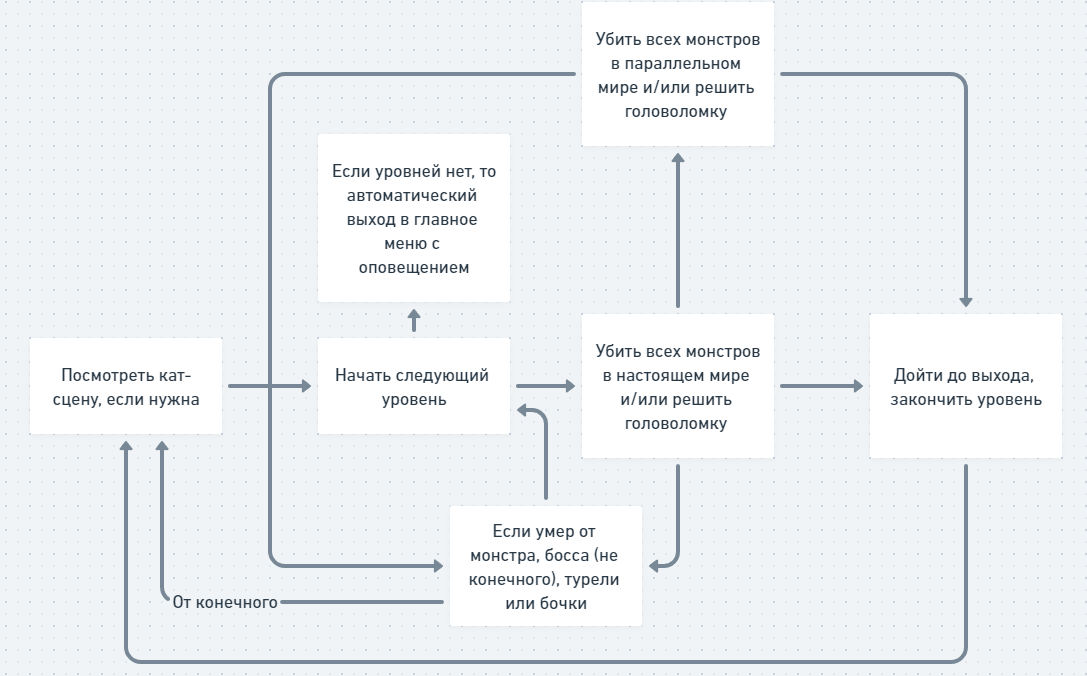 Убить всех монстров
в параллельном
мире и/или решить
головоломку
Если уровней нет, то
автоматический
выход в главное
меню с
оповещением
Посмотреть кат-
сцену, если нужна
Начать следующий
уровень
Убить всех монстров
в настоящем мире
и/или решить
головоломку
Дойти до выхода,
закончить уровень
Если умер от
монстра, босса (не
конечного), турели
или бочки
От конечного